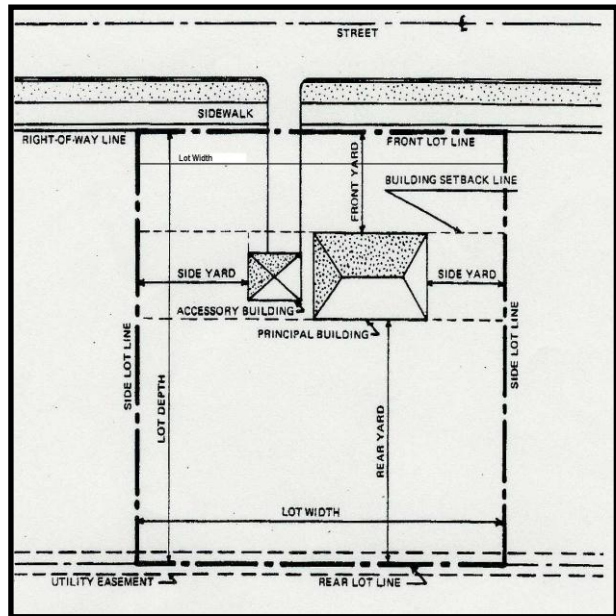 STREET
SIDEWALK
RIGHT-OF-WAY LINE
FRONT LOT LINE
Lot Width
FRONT YARD
BUILDING SETBACK LINE
SIDE YARD
SIDE YARD
ACCESSORY BUILDING
PRINCIPAL BUILDING
SIDE LOT LINE
LOT DEPTH
REAR YARD
SIDE LOT LINE
LOT WIDTH
UTILITY EASEMENT
REAR LOT LINE